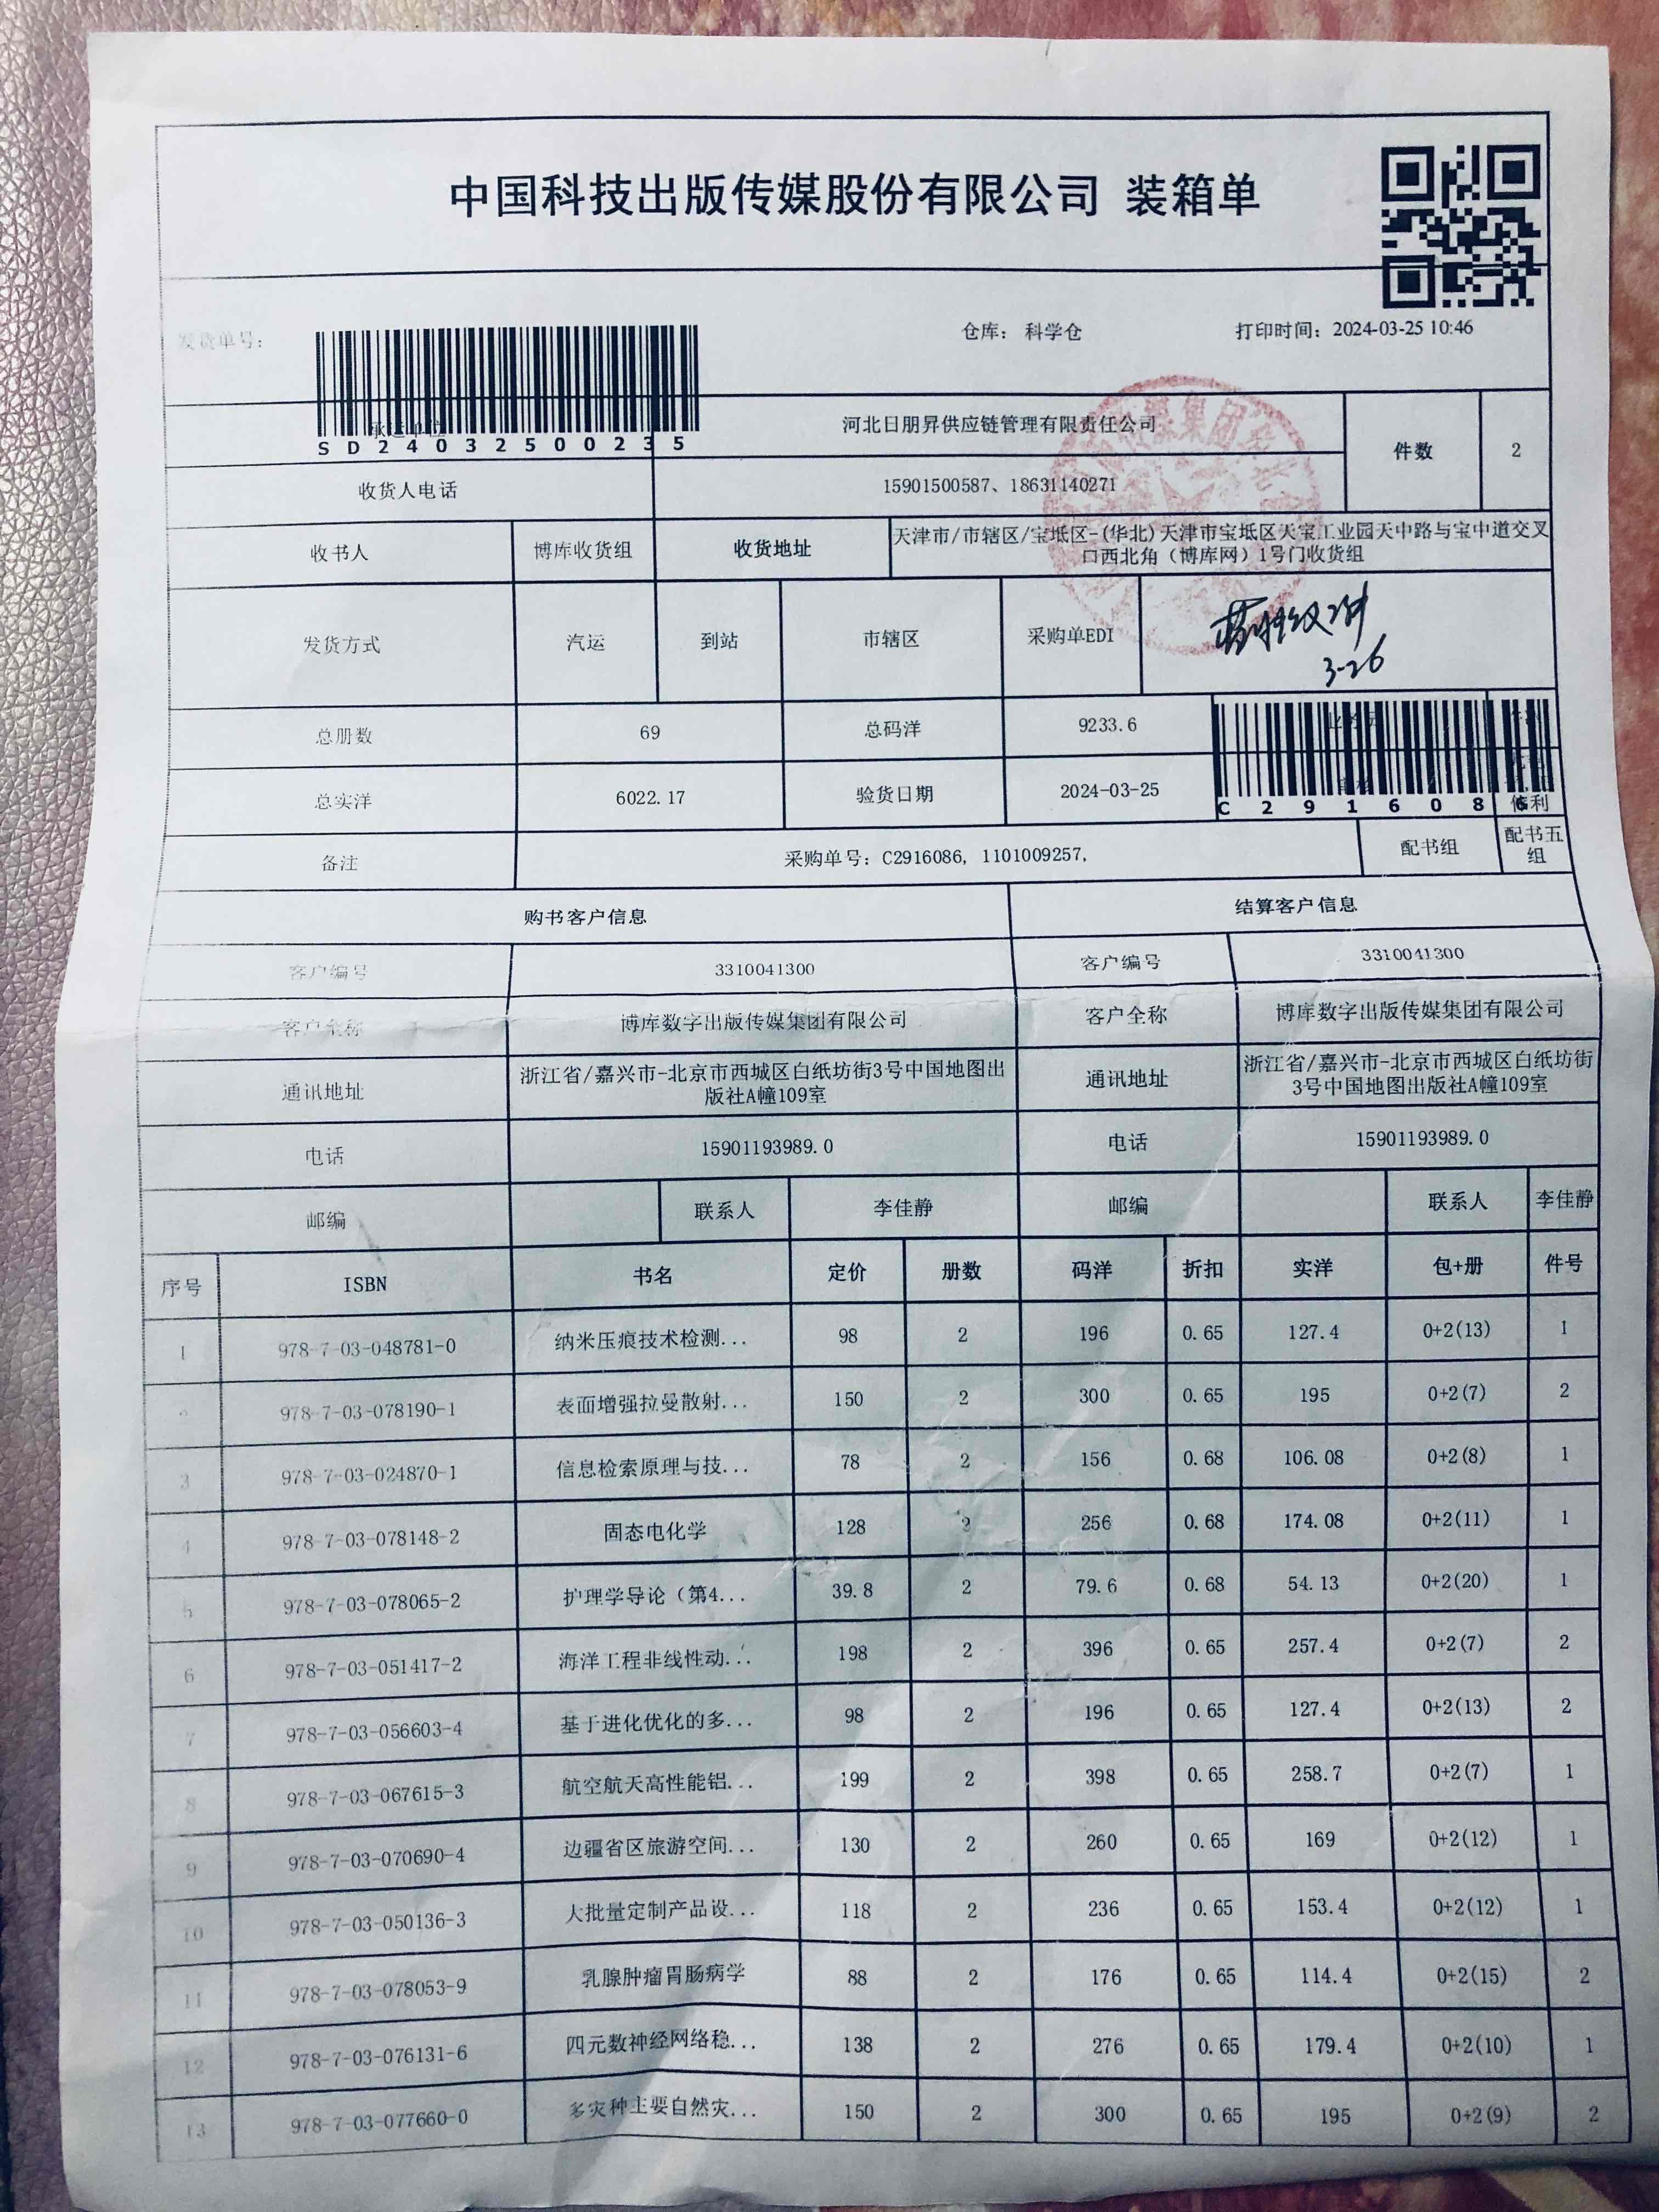 中国科技出版传媒股份有限公司 装箱单
发货单号: 仓库: 科学仓 打印时间: 2024-03-25 10:46
承运单位 河北日朋昇供应链管理有限责任公司 件数 2
SD24032500235
收货人电话 15901500587、18631140271
收书人 博库收货组 收货地址 天津市/市辖区/宝坻区-(华北)天津市宝坻区天宝工业园天中路与宝中道交叉
口西北角（博库网）1号门收货组
发货方式 汽运 到站 市辖区 采购单EDI
3-26
总册数 69 总码洋 9233.6 业务员
总实洋 6022.17 验货日期 2024-03-25
C2916086
备注 采购单号: C2916086, 1101009257, 配书组 配书五
组
购书客户信息 结算客户信息
客户编号 3310041300 客户编号 3310041300
客户全称 博库数字出版传媒集团有限公司 客户全称 博库数字出版传媒集团有限公司
通讯地址 浙江省/嘉兴市-北京市西城区白纸坊街3号中国地图出 通讯地址 浙江省/嘉兴市-北京市西城区白纸坊街
版社A幢109室 3号中国地图出版社A幢109室
电话 15901193989.0 电话 15901193989.0
邮编 联系人 李佳静 邮编 联系人 李佳静
序号 ISBN 书名 定价 册数 码洋 折扣 实洋 包+册 件号
1 978-7-03-048781-0 纳米压痕技术检测... 98 2 196 0.65 127.4 0+2(13) 1
978-7-03-078190-1 表面增强拉曼散射... 150 2 300 0.65 195 0+2(7) 2
3 978-7-03-024870-1 信息检索原理与技... 78 2 156 0.68 106.08 0+2(8) 1
4 978-7-03-078148-2 固态电化学 128 2 256 0.68 174.08 0+2(11) 1
5 978-7-03-078065-2 护理学导论（第4... 39.8 2 79.6 0.68 54.13 0+2(20) 1
6 978-7-03-051417-2 海洋工程非线性动... 198 2 396 0.65 257.4 0+2(7) 2
7 978-7-03-056603-4 基于进化优化的多... 98 2 196 0.65 127.4 0+2(13) 2
8 978-7-03-067615-3 航空航天高性能铝... 199 2 398 0.65 258.7 0+2(7) 1
9 978-7-03-070690-4 边疆省区旅游空间... 130 2 260 0.65 169 0+2(12) 1
10 978-7-03-050136-3 大批量定制产品设... 118 2 236 0.65 153.4 0+2(12) 1
11 978-7-03-078053-9 乳腺肿瘤胃肠病学 88 2 176 0.65 114.4 0+2(15) 2
12 978-7-03-076131-6 四元数神经网络稳... 138 2 276 0.65 179.4 0+2(10) 1
13 978-7-03-077660-0 多灾种主要自然灾... 150 2 300 0.65 195 0+2(9) 2